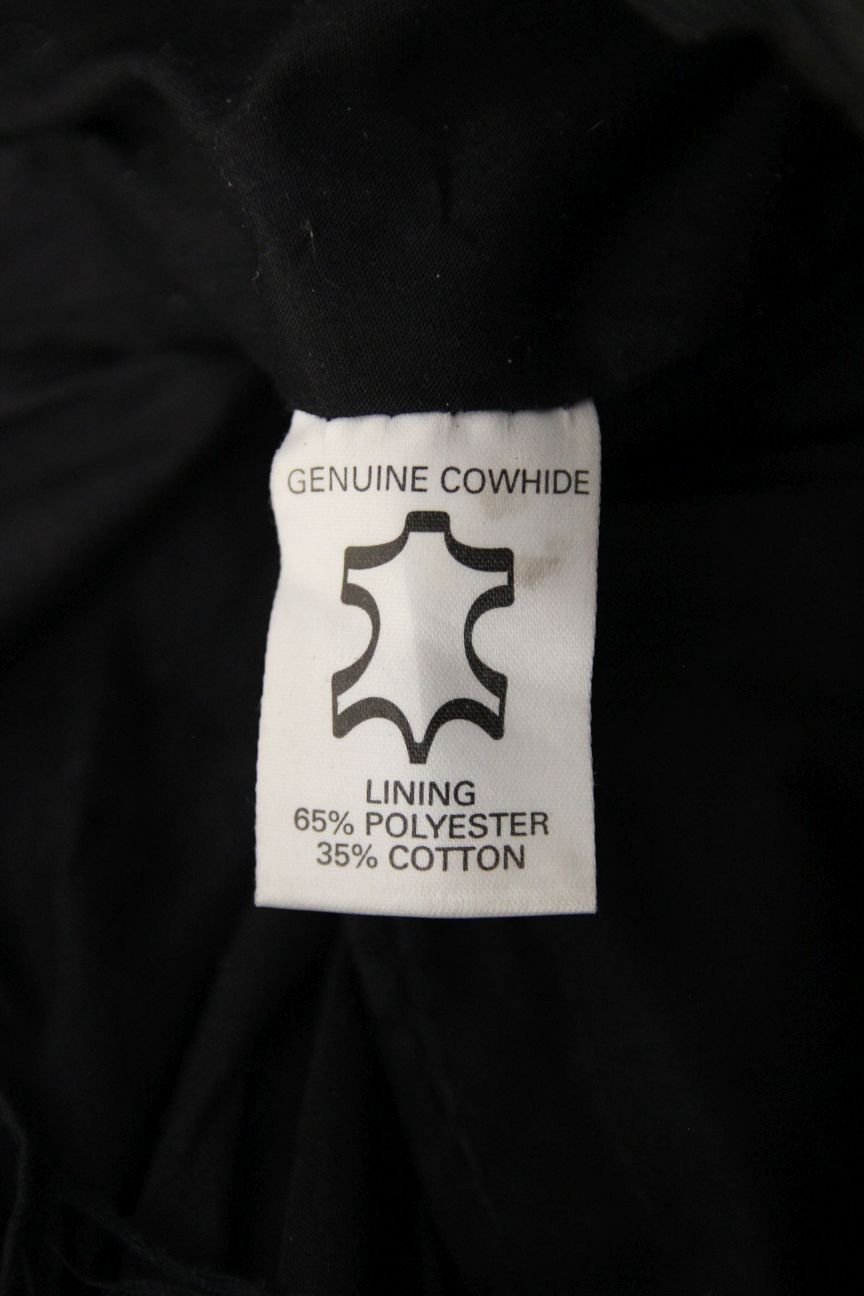 GENUINE COWHIDE
LINING
65% POLYESTER
35% COTTON